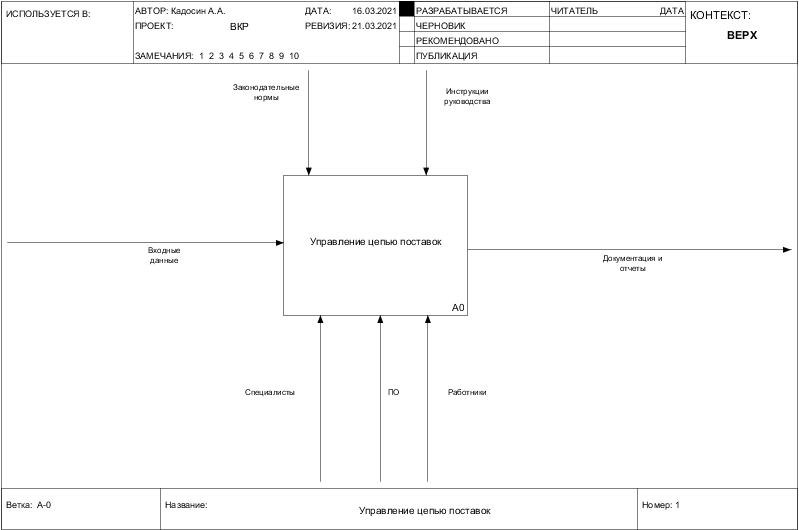 ИСПОЛЬЗУЕТСЯ В:
АВТОР: Кадосин А.А.
ДАТА: 16.03.2021
ПРОЕКТ: ВКР
РЕВИЗИЯ: 21.03.2021
ЗАМЕЧАНИЯ: 1 2 3 4 5 6 7 8 9 10
РАЗРАБАТЫВАЕТСЯ
ЧЕРНОВИК
РЕКОМЕНДОВАНО
ПУБЛИКАЦИЯ
ЧИТАТЕЛЬ ДАТА
КОНТЕКСТ:
ВЕРХ
Законодательные
нормы
Инструкции
руководства
Управление цепью поставок
A0
Входные
данные
Документация и
отчеты
Специалисты
ПО
Работники
Ветка: A-0
Название:
Управление цепью поставок
Номер: 1